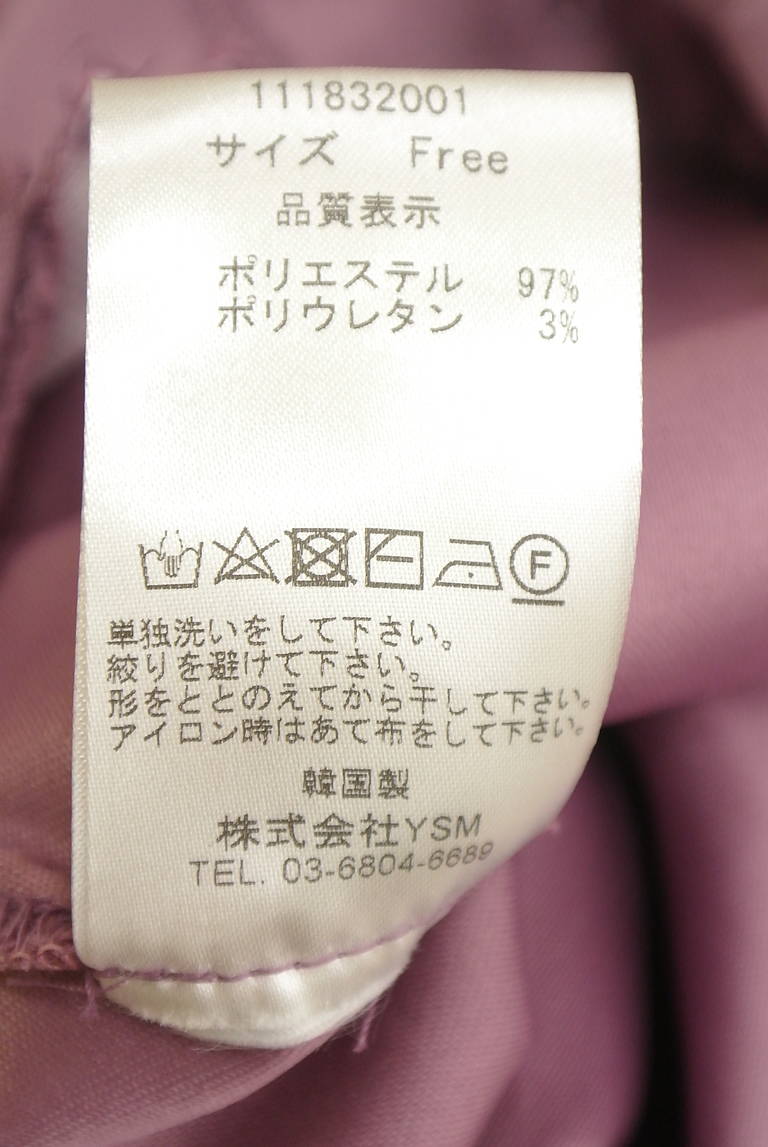 111832001
サイズ Free
品質表示
ポリエステル 97%
ポリウレタン 3%
F
単独洗いをして下さい。
絞りを避けて下さい。
形をととのえてから干して下さい。
アイロン時はあて布をして下さい。
韓国製
株式会社YSM
TEL. 03-6804-6689